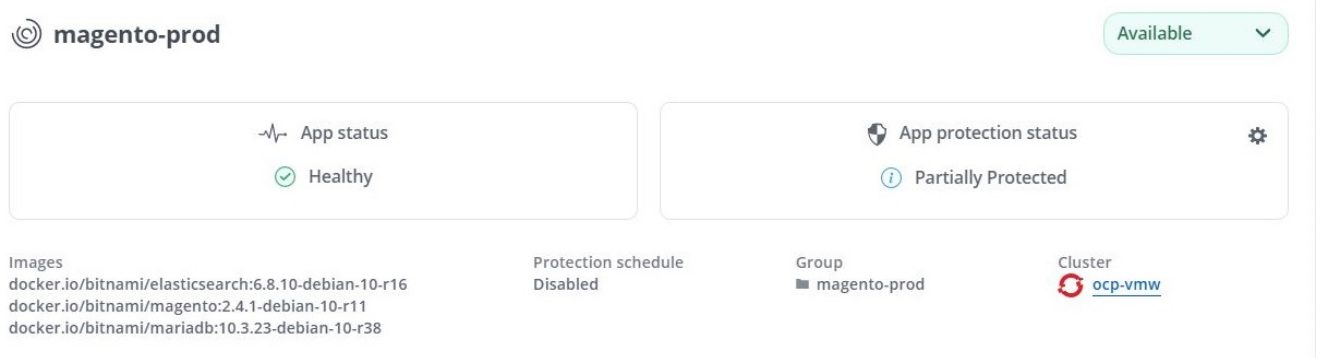 magento-prod
Available
App status
Healthy
App protection status
Partially Protected
Images
docker.io/bitnami/elasticsearch:6.8.10-debian-10-r16
docker.io/bitnami/magento:2.4.1-debian-10-r11
docker.io/bitnami/mariadb:10.3.23-debian-10-r38
Protection schedule
Disabled
Group
magento-prod
Cluster
ocp-vmw